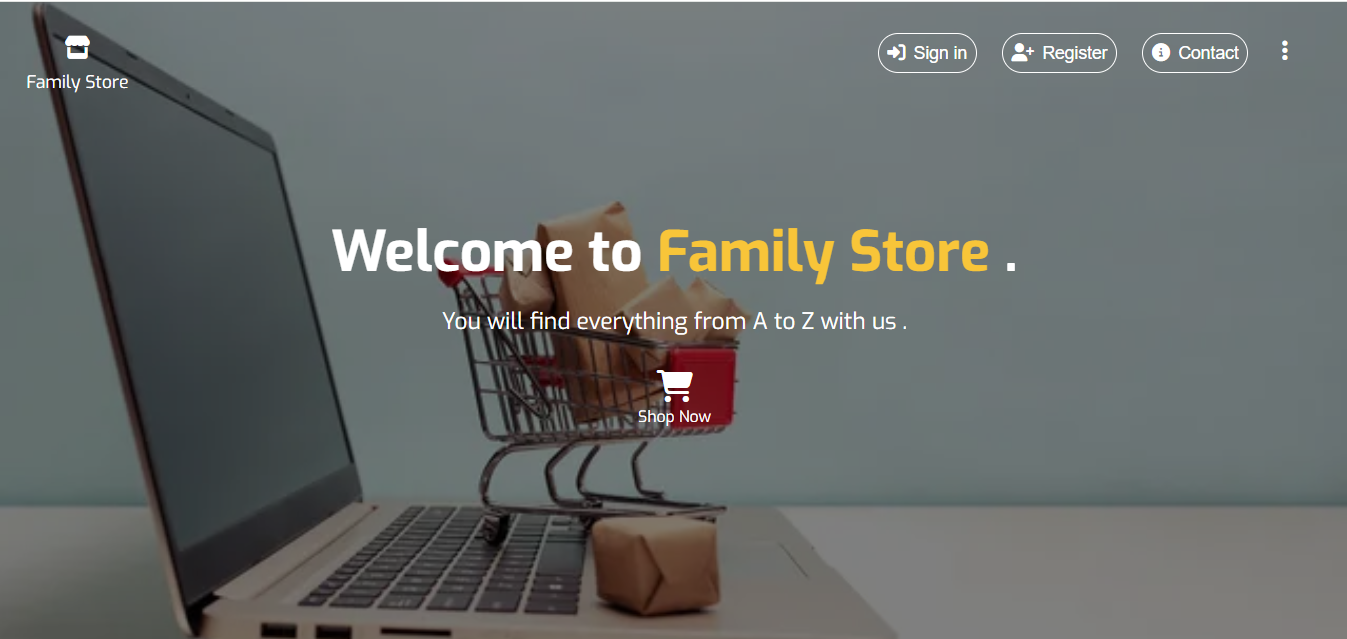 Family Store
Sign in
Register
Contact
Welcome to Family Store .
You will find everything from A to Z with us .
Shop Now